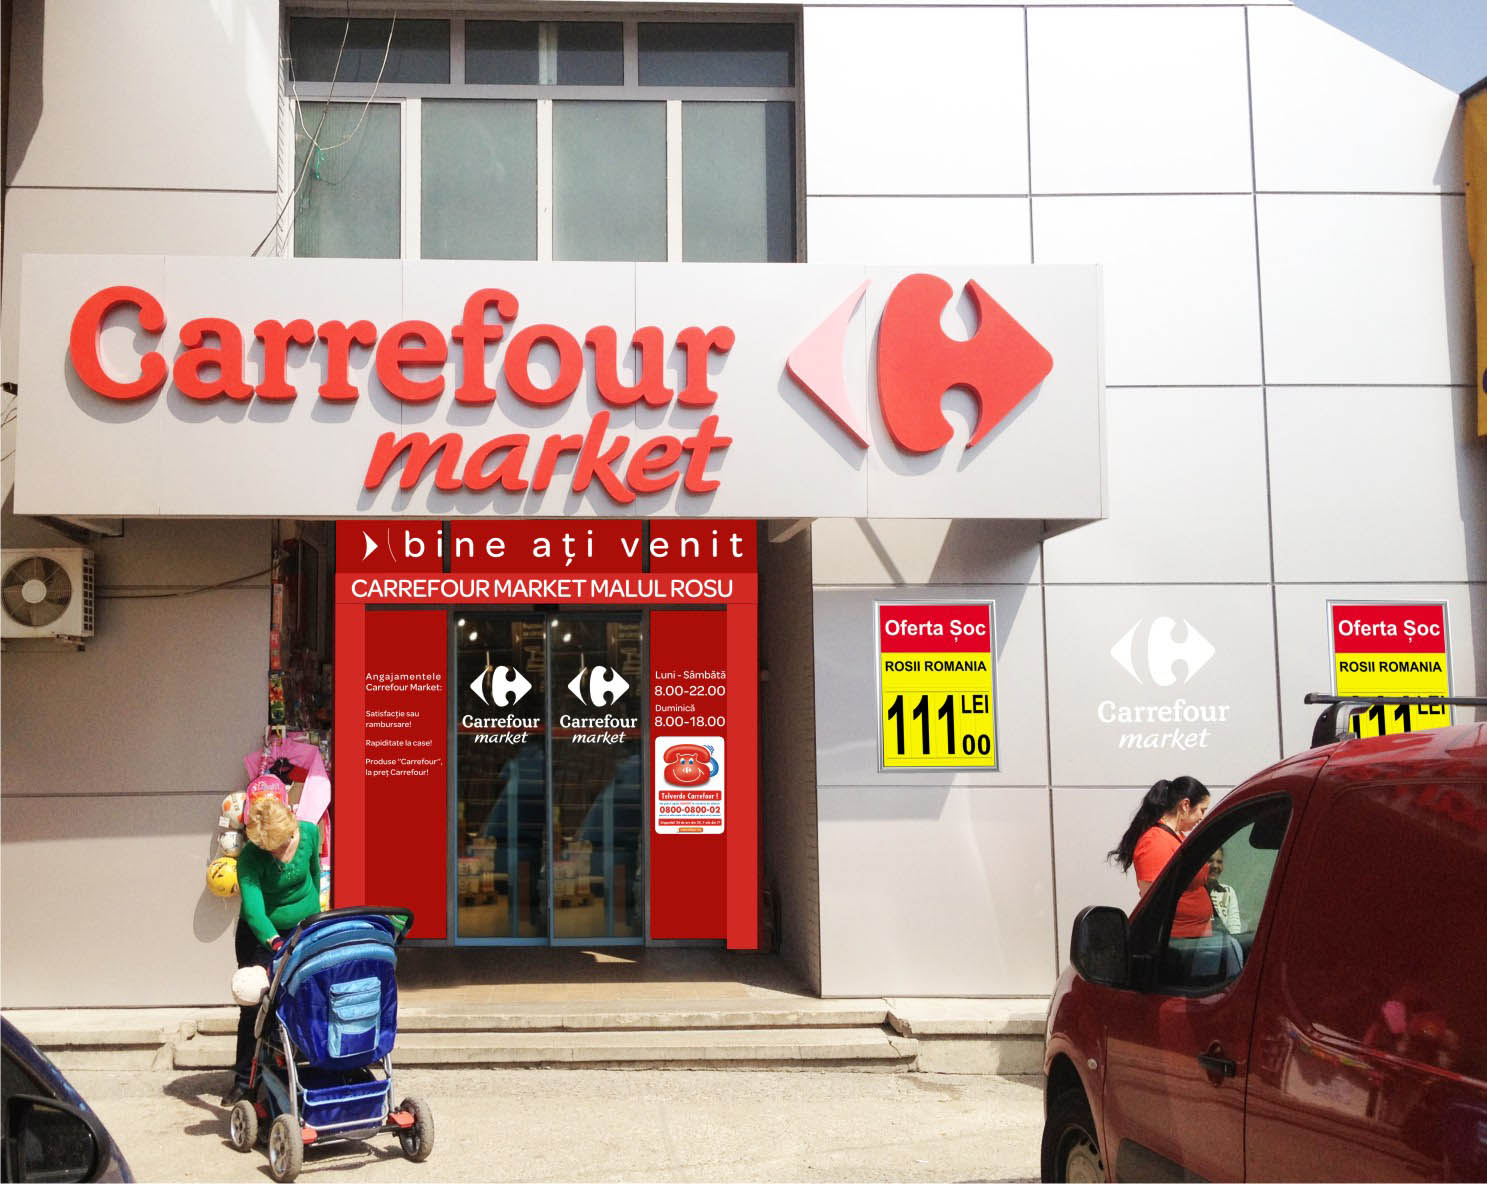 Carrefour
market
bine ați venit
CARREFOUR MARKET MALUL ROSU
Angajamentele
Carrefour Market:
Satisfacție sau
rambursare!
Rapiditate la case!
Produse "Carrefour",
la preț Carrefour!
Carrefour
market
Carrefour
market
Luni - Sâmbătă
8.00-22.00
Duminică
8.00-18.00
Telverde Carrefour !
0800-0800-02
Oferta Șoc
ROSII ROMANIA
111 LEI
00
Carrefour
market
Oferta Șoc
ROSII ROMANIA
111 LEI